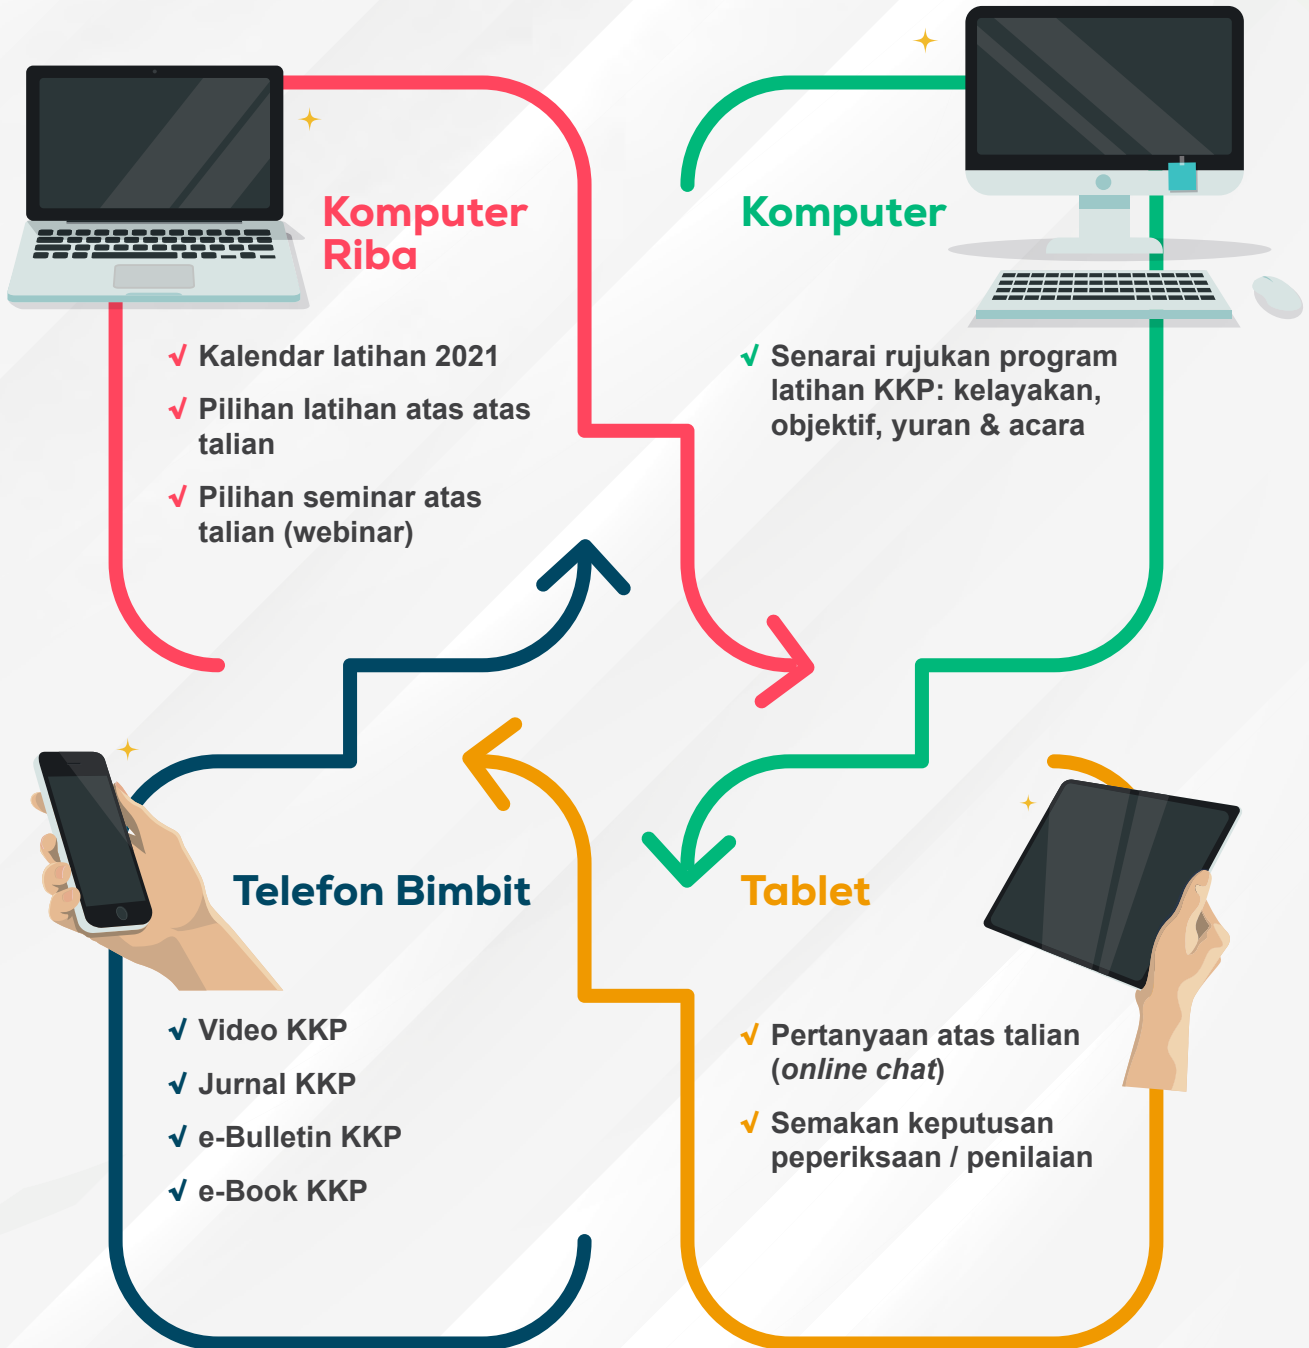 Komputer
Riba
√ Kalendar latihan 2021
√ Pilihan latihan atas atas
talian
√ Pilihan seminar atas
talian (webinar)
Komputer
√ Senarai rujukan program
latihan KKP: kelayakan,
objektif, yuran & acara
Telefon Bimbit
√ Video KKP
√ Jurnal KKP
√ e-Bulletin KKP
√ e-Book KKP
Tablet
√ Pertanyaan atas talian
(online chat)
√ Semakan keputusan
peperiksaan / penilaian